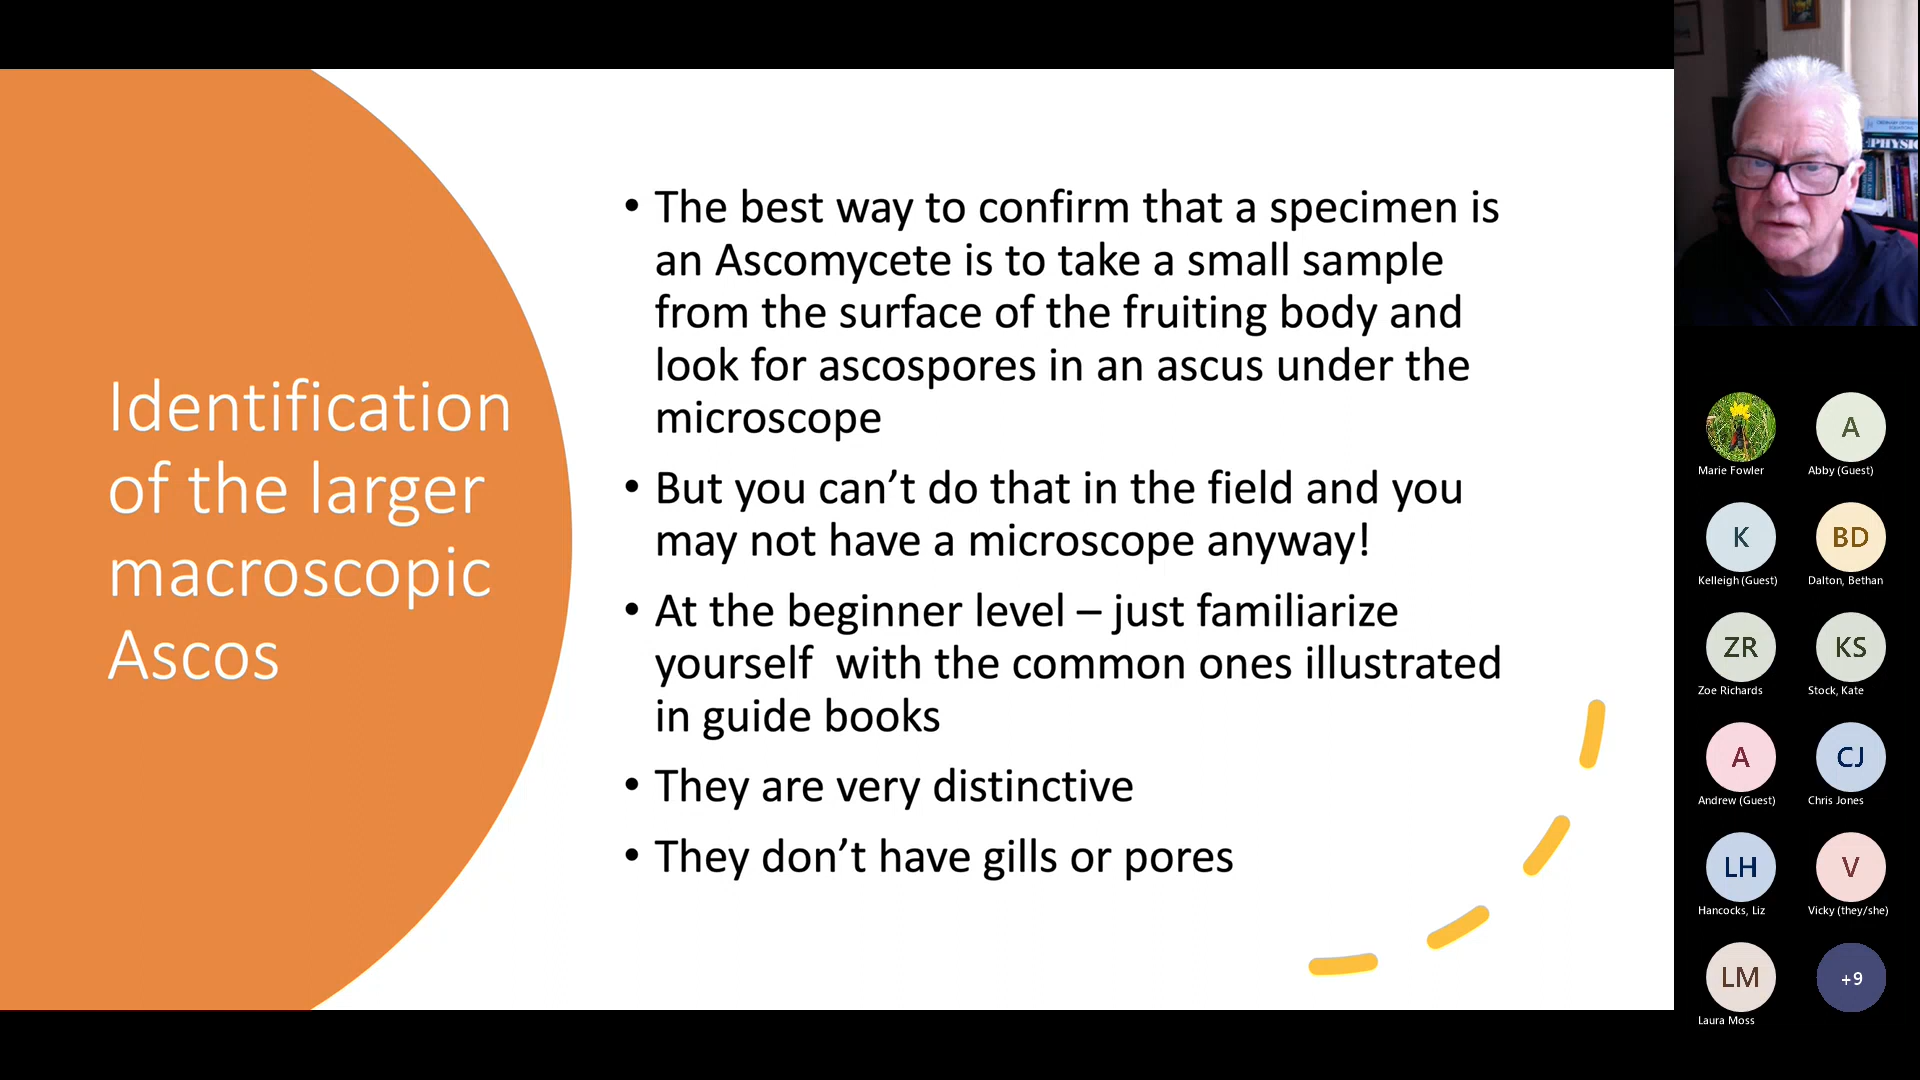 Identification
of the larger
macroscopic
Ascos
• The best way to confirm that a specimen is
an Ascomycete is to take a small sample
from the surface of the fruiting body and
look for ascospores in an ascus under the
microscope
• But you can’t do that in the field and you
may not have a microscope anyway!
• At the beginner level – just familiarize
yourself  with the common ones illustrated
in guide books
• They are very distinctive
• They don’t have gills or pores
PHYSIC
Marie Fowler
A
Abby (Guest)
K
Kelleigh (Guest)
BD
Dalton, Bethan
ZR
Zoe Richards
KS
Stock, Kate
A
Andrew (Guest)
CJ
Chris Jones
LH
Hancocks, Liz
V
Vicky (they/she)
LM
Laura Moss
+9